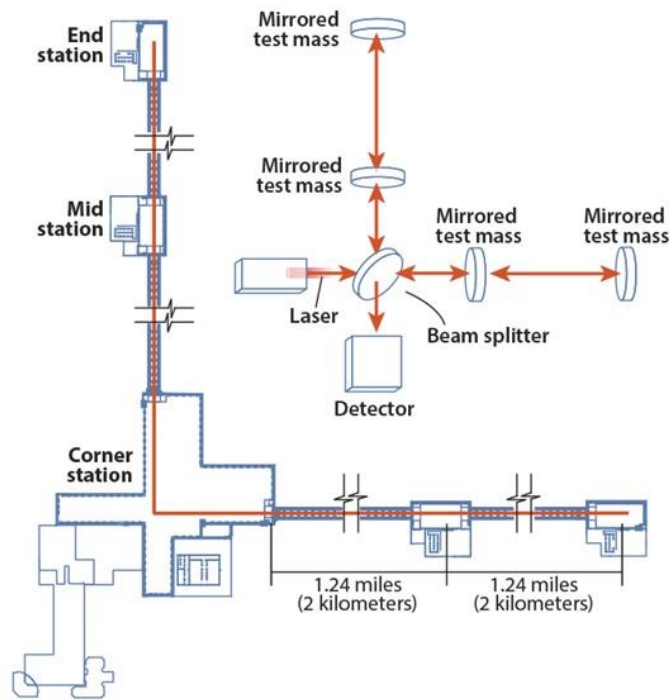 End
station
Mirrored
test mass
Mid
station
Mirrored
test mass
Mirrored
test mass
Mirrored
test mass
Laser
Beam splitter
Detector
Corner
station
1.24 miles
(2 kilometers)
1.24 miles
(2 kilometers)